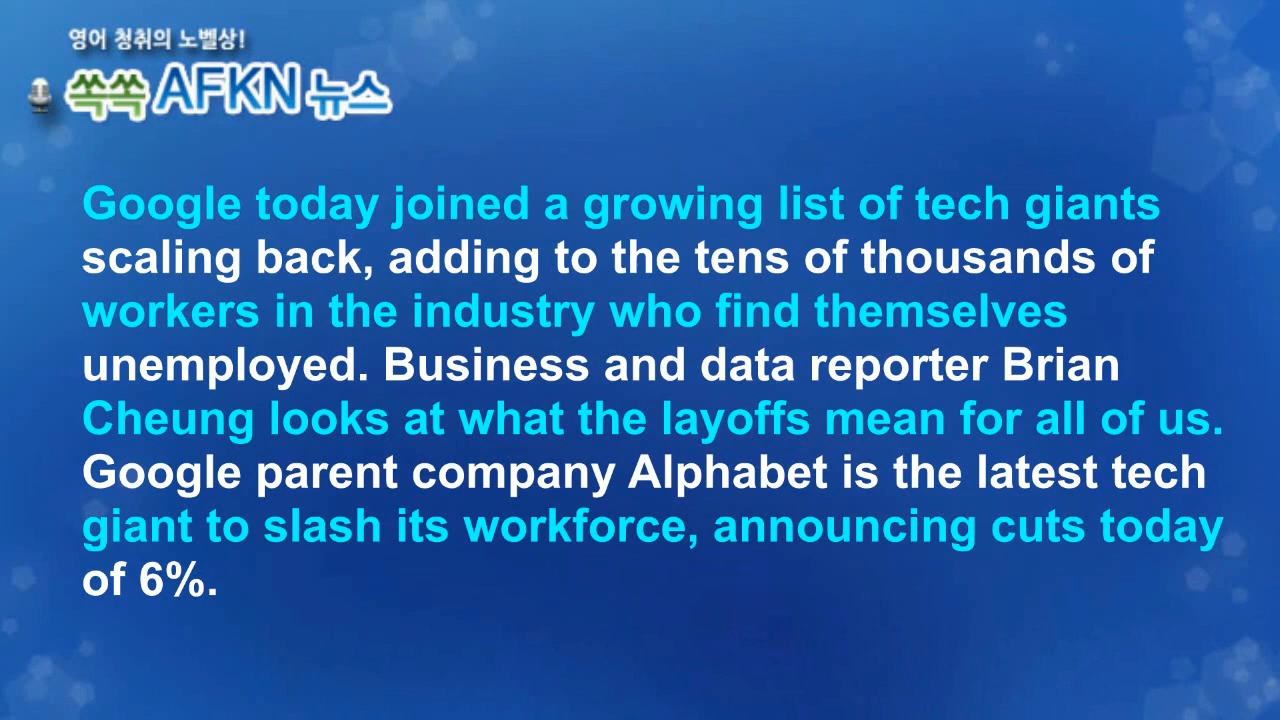 영어 청취의 노벨상!
쏙쏙 AFKN 뉴스
Google today joined a growing list of tech giants
scaling back, adding to the tens of thousands of
workers in the industry who find themselves
unemployed. Business and data reporter Brian
Cheung looks at what the layoffs mean for all of us.
Google parent company Alphabet is the latest tech
giant to slash its workforce, announcing cuts today
of 6%.